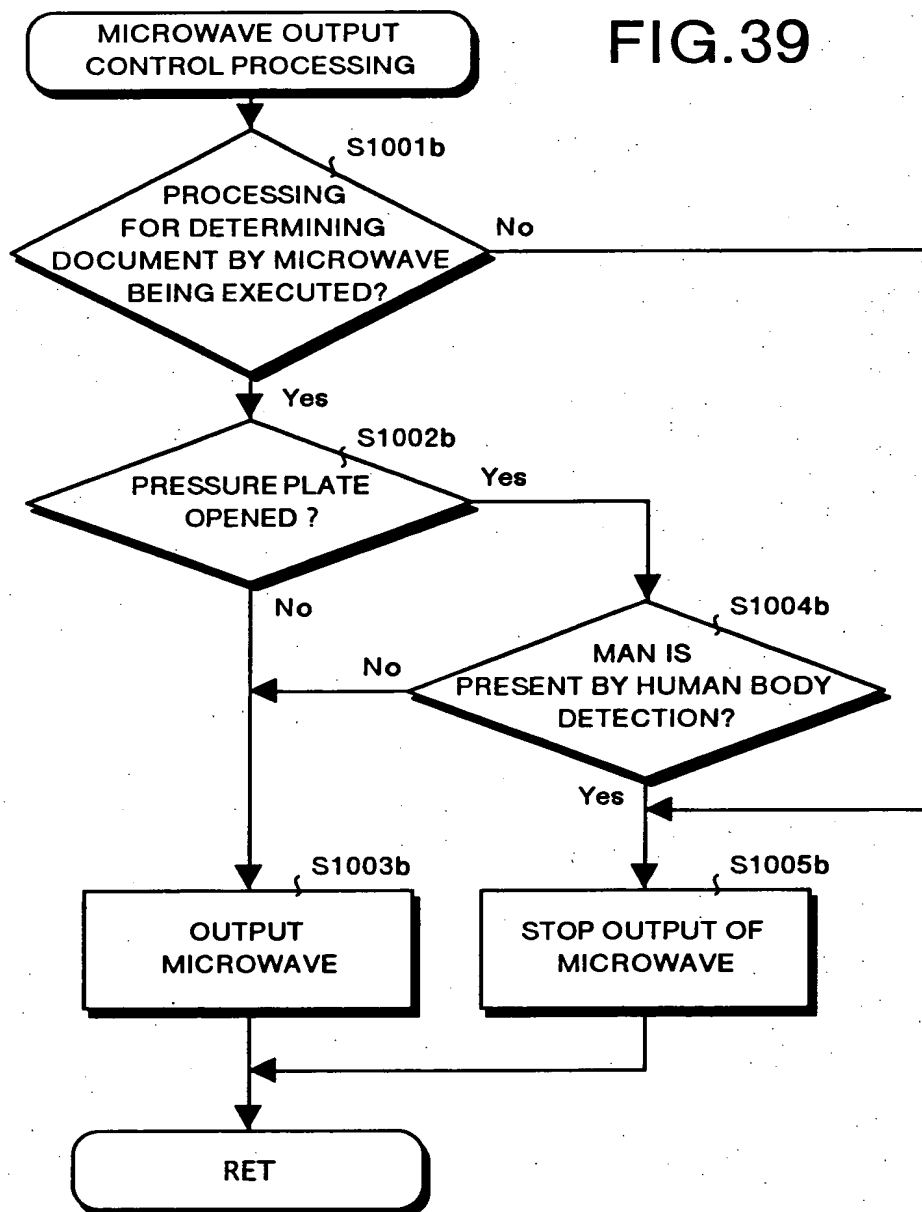 FIG.39
MICROWAVE OUTPUT
CONTROL PROCESSING
S1001b
PROCESSING
FOR DETERMINING
DOCUMENT BY MICROWAVE
BEING EXECUTED?
No
Yes
S1002b
PRESSURE PLATE
OPENED ?
Yes
No
S1004b
MAN IS
PRESENT BY HUMAN BODY
DETECTION?
No
Yes
S1003b
OUTPUT
MICROWAVE
S1005b
STOP OUTPUT OF
MICROWAVE
RET